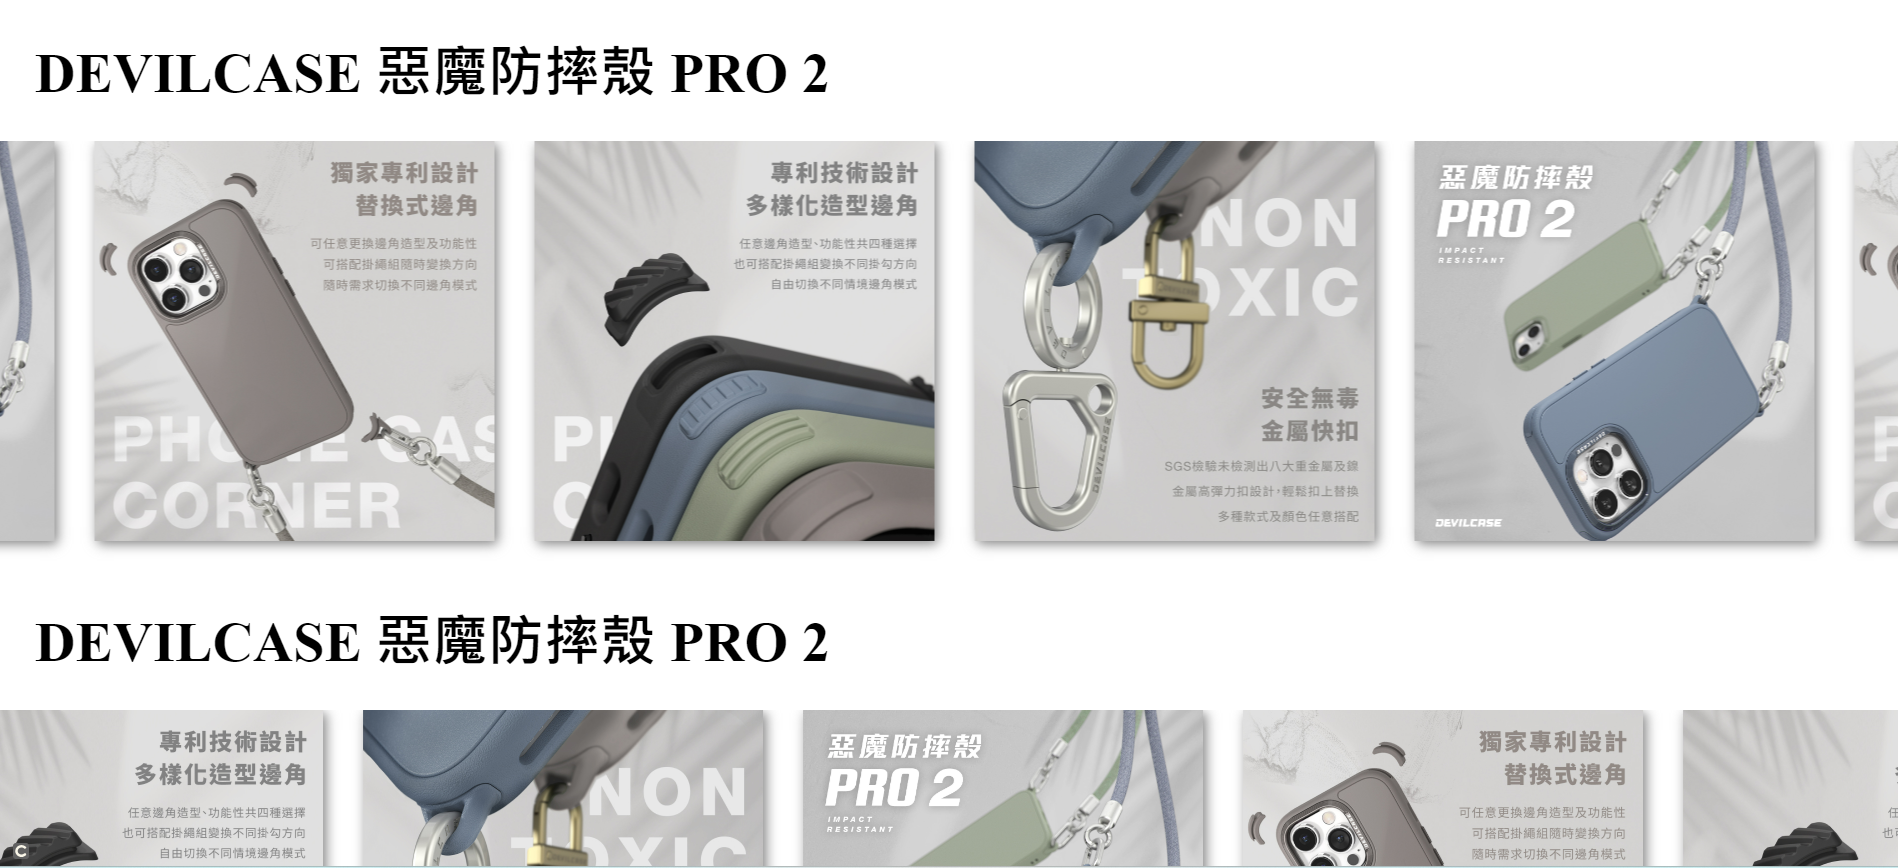 DEVILCASE 惡魔防摔殼 PRO 2
獨家專利設計
替換式邊角
可任意更換邊角造型及功能性
可搭配掛繩組隨時變換方向
隨時需求切換不同邊角模式
CORNER
專利技術設計
多樣化造型邊角
任意邊角造型、功能性共四種選擇
也可搭配掛繩組變換不同掛勾方向
自由切換不同情境邊角模式
NON
TOXIC
DEVILCASE
安全無毒
金屬快扣
SGS檢驗未檢測出八大重金屬及鎳
金屬高彈力扣設計，輕鬆扣上替換
多種款式及顏色任意搭配
惡魔防摔殼
PRO 2
IMPACT
RESISTANT
DEVILCASE
DEVILCASE 惡魔防摔殼 PRO 2
專利技術設計
多樣化造型邊角
任意邊角造型、功能性共四種選擇
也可搭配掛繩組變換不同掛勾方向
自由切換不同情境邊角模式
C
NON
TOXIC
惡魔防摔殼
PRO 2
IMPACT
RESISTANT
獨家專利設計
替換式邊角
可任意更換邊角造型及功能性
可搭配掛繩組隨時變換方向
隨時需求切換不同邊角模式